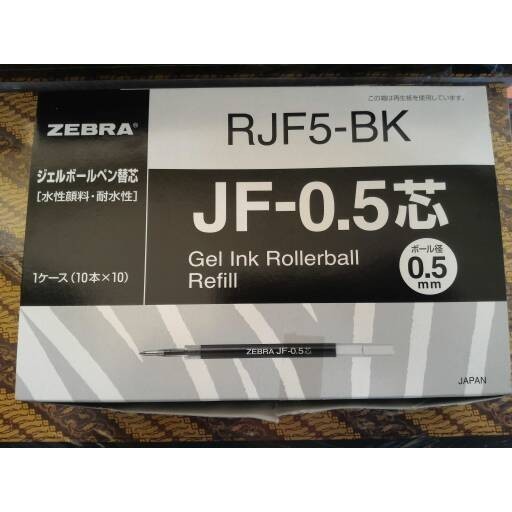 この箱は再生紙を使用しています。
ZEBRA®
RJF5-BK
ジェルボールペン替芯
[水性顔料・耐水性]
JF-0.5芯
Gel Ink Rollerball
Refill
ボール径
0.5
mm
1ケース(10本×10)
ZEBRA JF-0.5芯
JAPAN